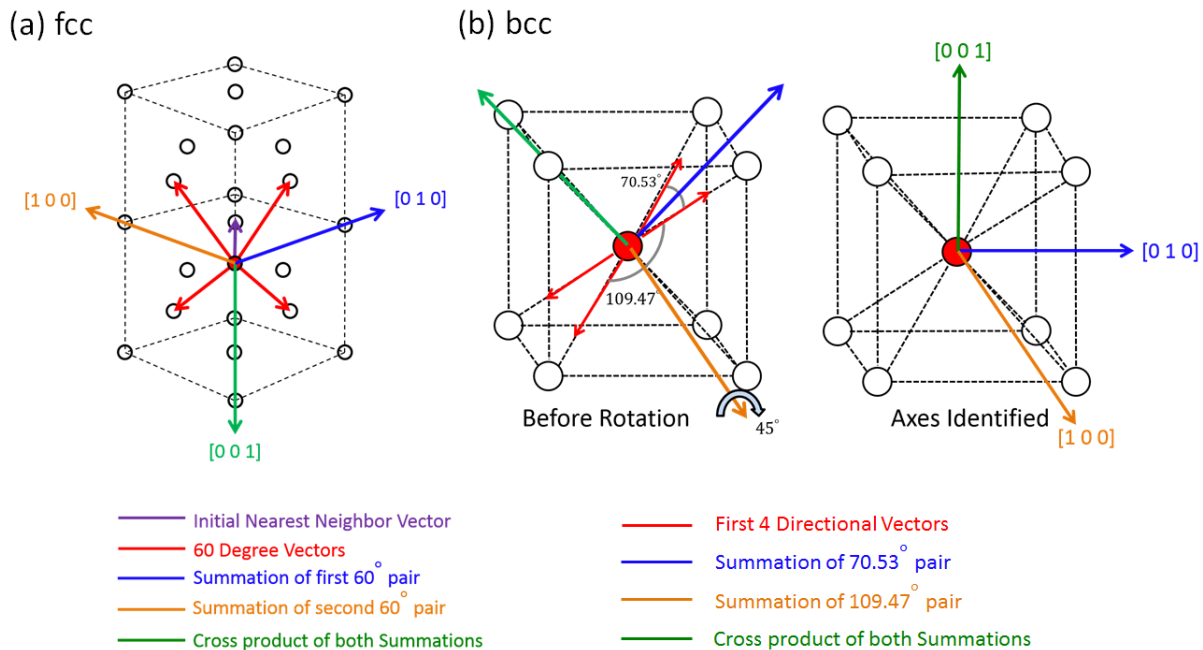 (a) fcc
[1 0 0]
[0 1 0]
[0 0 1]
(b) bcc
70.53°
109.47°
45°
Before Rotation
[0 0 1]
[0 1 0]
[1 0 0]
Axes Identified
Initial Nearest Neighbor Vector
60 Degree Vectors
Summation of first 60° pair
Summation of second 60° pair
Cross product of both Summations
First 4 Directional Vectors
Summation of 70.53° pair
Summation of 109.47° pair
Cross product of both Summations